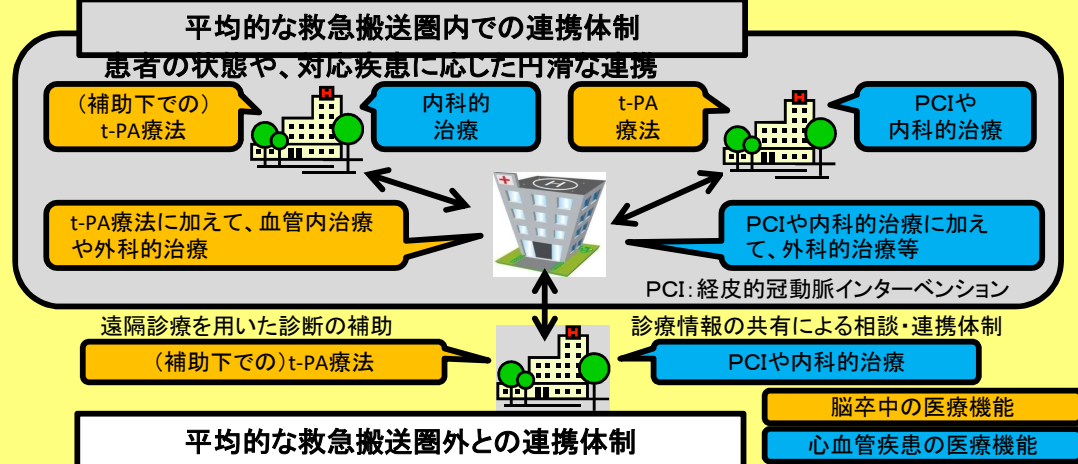 平均的な救急搬送圏内での連携体制
患者の状態や、対応疾患に応じた円滑な連携
(補助下での)
t-PA療法
内科的
治療
t-PA
療法
PCIや
内科的治療
t-PA療法に加えて、血管内治療
や外科的治療
PCIや内科的治療に加え
て、外科的治療等
PCI:経皮的冠動脈インターベンション
遠隔診療を用いた診断の補助
診療情報の共有による相談・連携体制
(補助下での)t-PA療法
PCIや内科的治療
平均的な救急搬送圏外との連携体制
脳卒中の医療機能
心血管疾患の医療機能
H
H
H
H